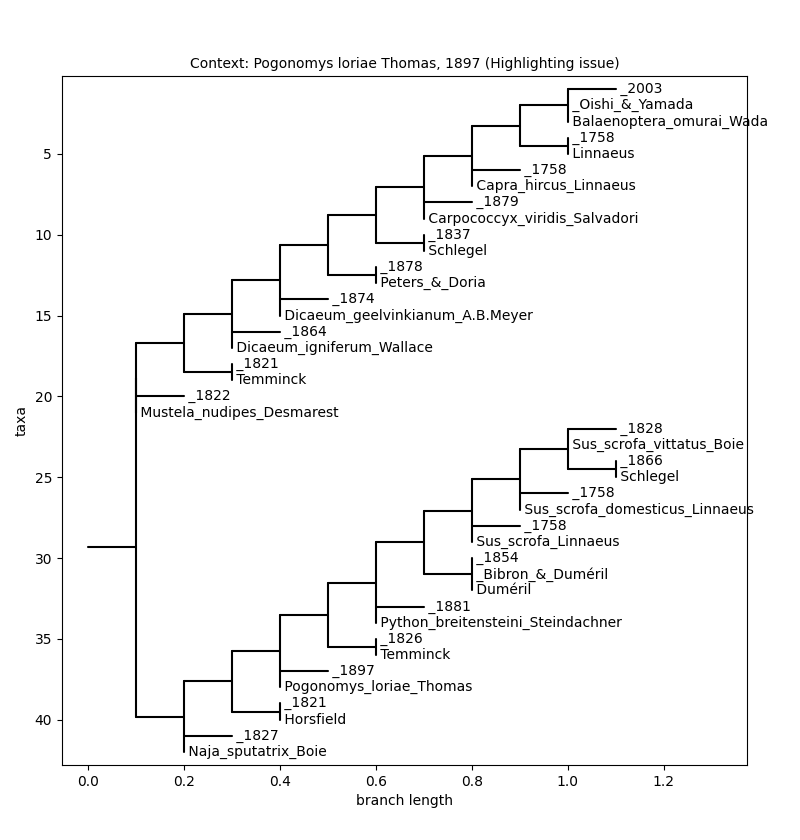 Context: Pogonomys loriae Thomas, 1897 (Highlighting issue)
_2003
_Oishi_&_Yamada
Balaenoptera_omurai_Wada
_1758
Linnaeus
_1758
Capra_hircus_Linnaeus
_1879
Carpococcyx_viridis_Salvadori
_1837
Schlegel
_1878
Peters_&_Doria
_1874
Dicaeum_geelvinkianum_A.B.Meyer
_1864
Dicaeum_igniferum_Wallace
_1821
Temminck
_1822
Mustela_nudipes_Desmarest
_1828
Sus_scrofa_vittatus_Boie
_1866
Schlegel
_1758
Sus_scrofa_domesticus_Linnaeus
_1758
Sus_scrofa_Linnaeus
_1854
_Bibron_&_Duméril
Duméril
_1881
Python_breitensteini_Steindachner
_1826
Temminck
_1897
Pogonomys_loriae_Thomas
_1821
Horsfield
_1827
Naja_sputatrix_Boie
5
10
15
20
25
30
35
40
taxa
0.0 0.2 0.4 0.6 0.8 1.0 1.2
branch length